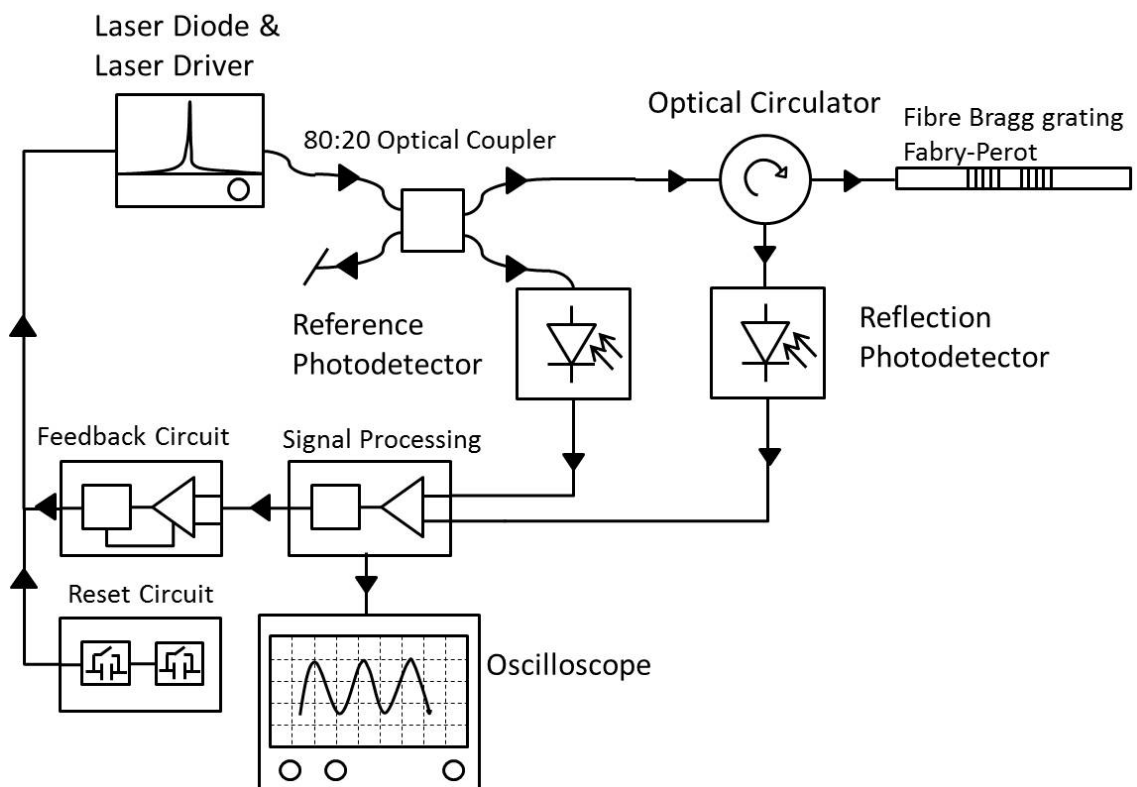 Laser Diode &
Laser Driver
80:20 Optical Coupler
Optical Circulator
Fibre Bragg grating
Fabry-Perot
Reference
Photodetector
Reflection
Photodetector
Feedback Circuit
Signal Processing
Reset Circuit
Oscilloscope